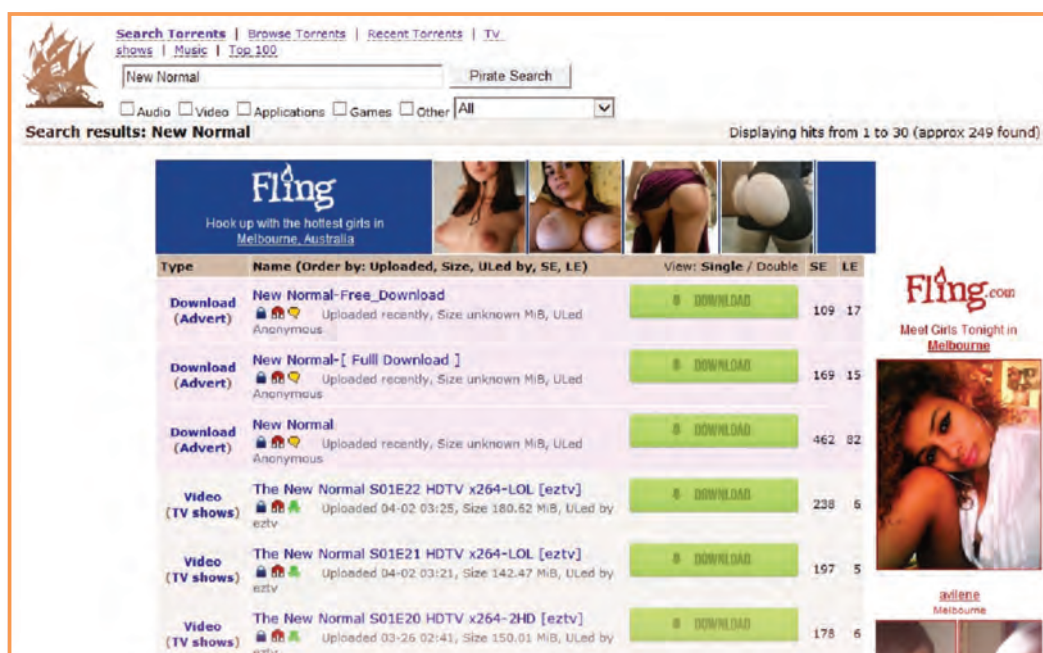 Search Torrents | Browse Torrents | Recent Torrents | TV
shows | Music | Top 100
New Normal
Pirate Search
Audio Video Applications Games Other All
Search results: New Normal
Displaying hits from 1 to 30 (approx 249 found)
Fling
Hook up with the hottest girls in
Melbourne, Australia
Type Name (Order by: Uploaded, Size, ULed by, SE, LE) View: Single / Double SE LE
Download
(Advert)
New Normal-Free_Download
Uploaded recently, Size unknown MiB, ULed
Anonymous
DOWNLOAD
109 17
Download
(Advert)
New Normal-[ Fulll Download ]
Uploaded recently, Size unknown MiB, ULed
Anonymous
DOWNLOAD
169 15
Download
(Advert)
New Normal
Uploaded recently, Size unknown MiB, ULed
Anonymous
DOWNLOAD
462 82
Video
(TV shows)
The New Normal S01E22 HDTV x264-LOL [eztv]
Uploaded 04-02 03:25, Size 180.62 MiB, ULed by
eztv
DOWNLOAD
238 6
Video
(TV shows)
The New Normal S01E21 HDTV x264-LOL [eztv]
Uploaded 04-02 03:21, Size 142.47 MiB, ULed by
eztv
DOWNLOAD
197 5
Video
(TV shows)
The New Normal S01E20 HDTV x264-2HD [eztv]
Uploaded 03-26 02:41, Size 150.01 MiB, ULed by
eztv
DOWNLOAD
178 6
Fling.com
Meet Girls Tonight in
Melbourne
avilene
Melbourne